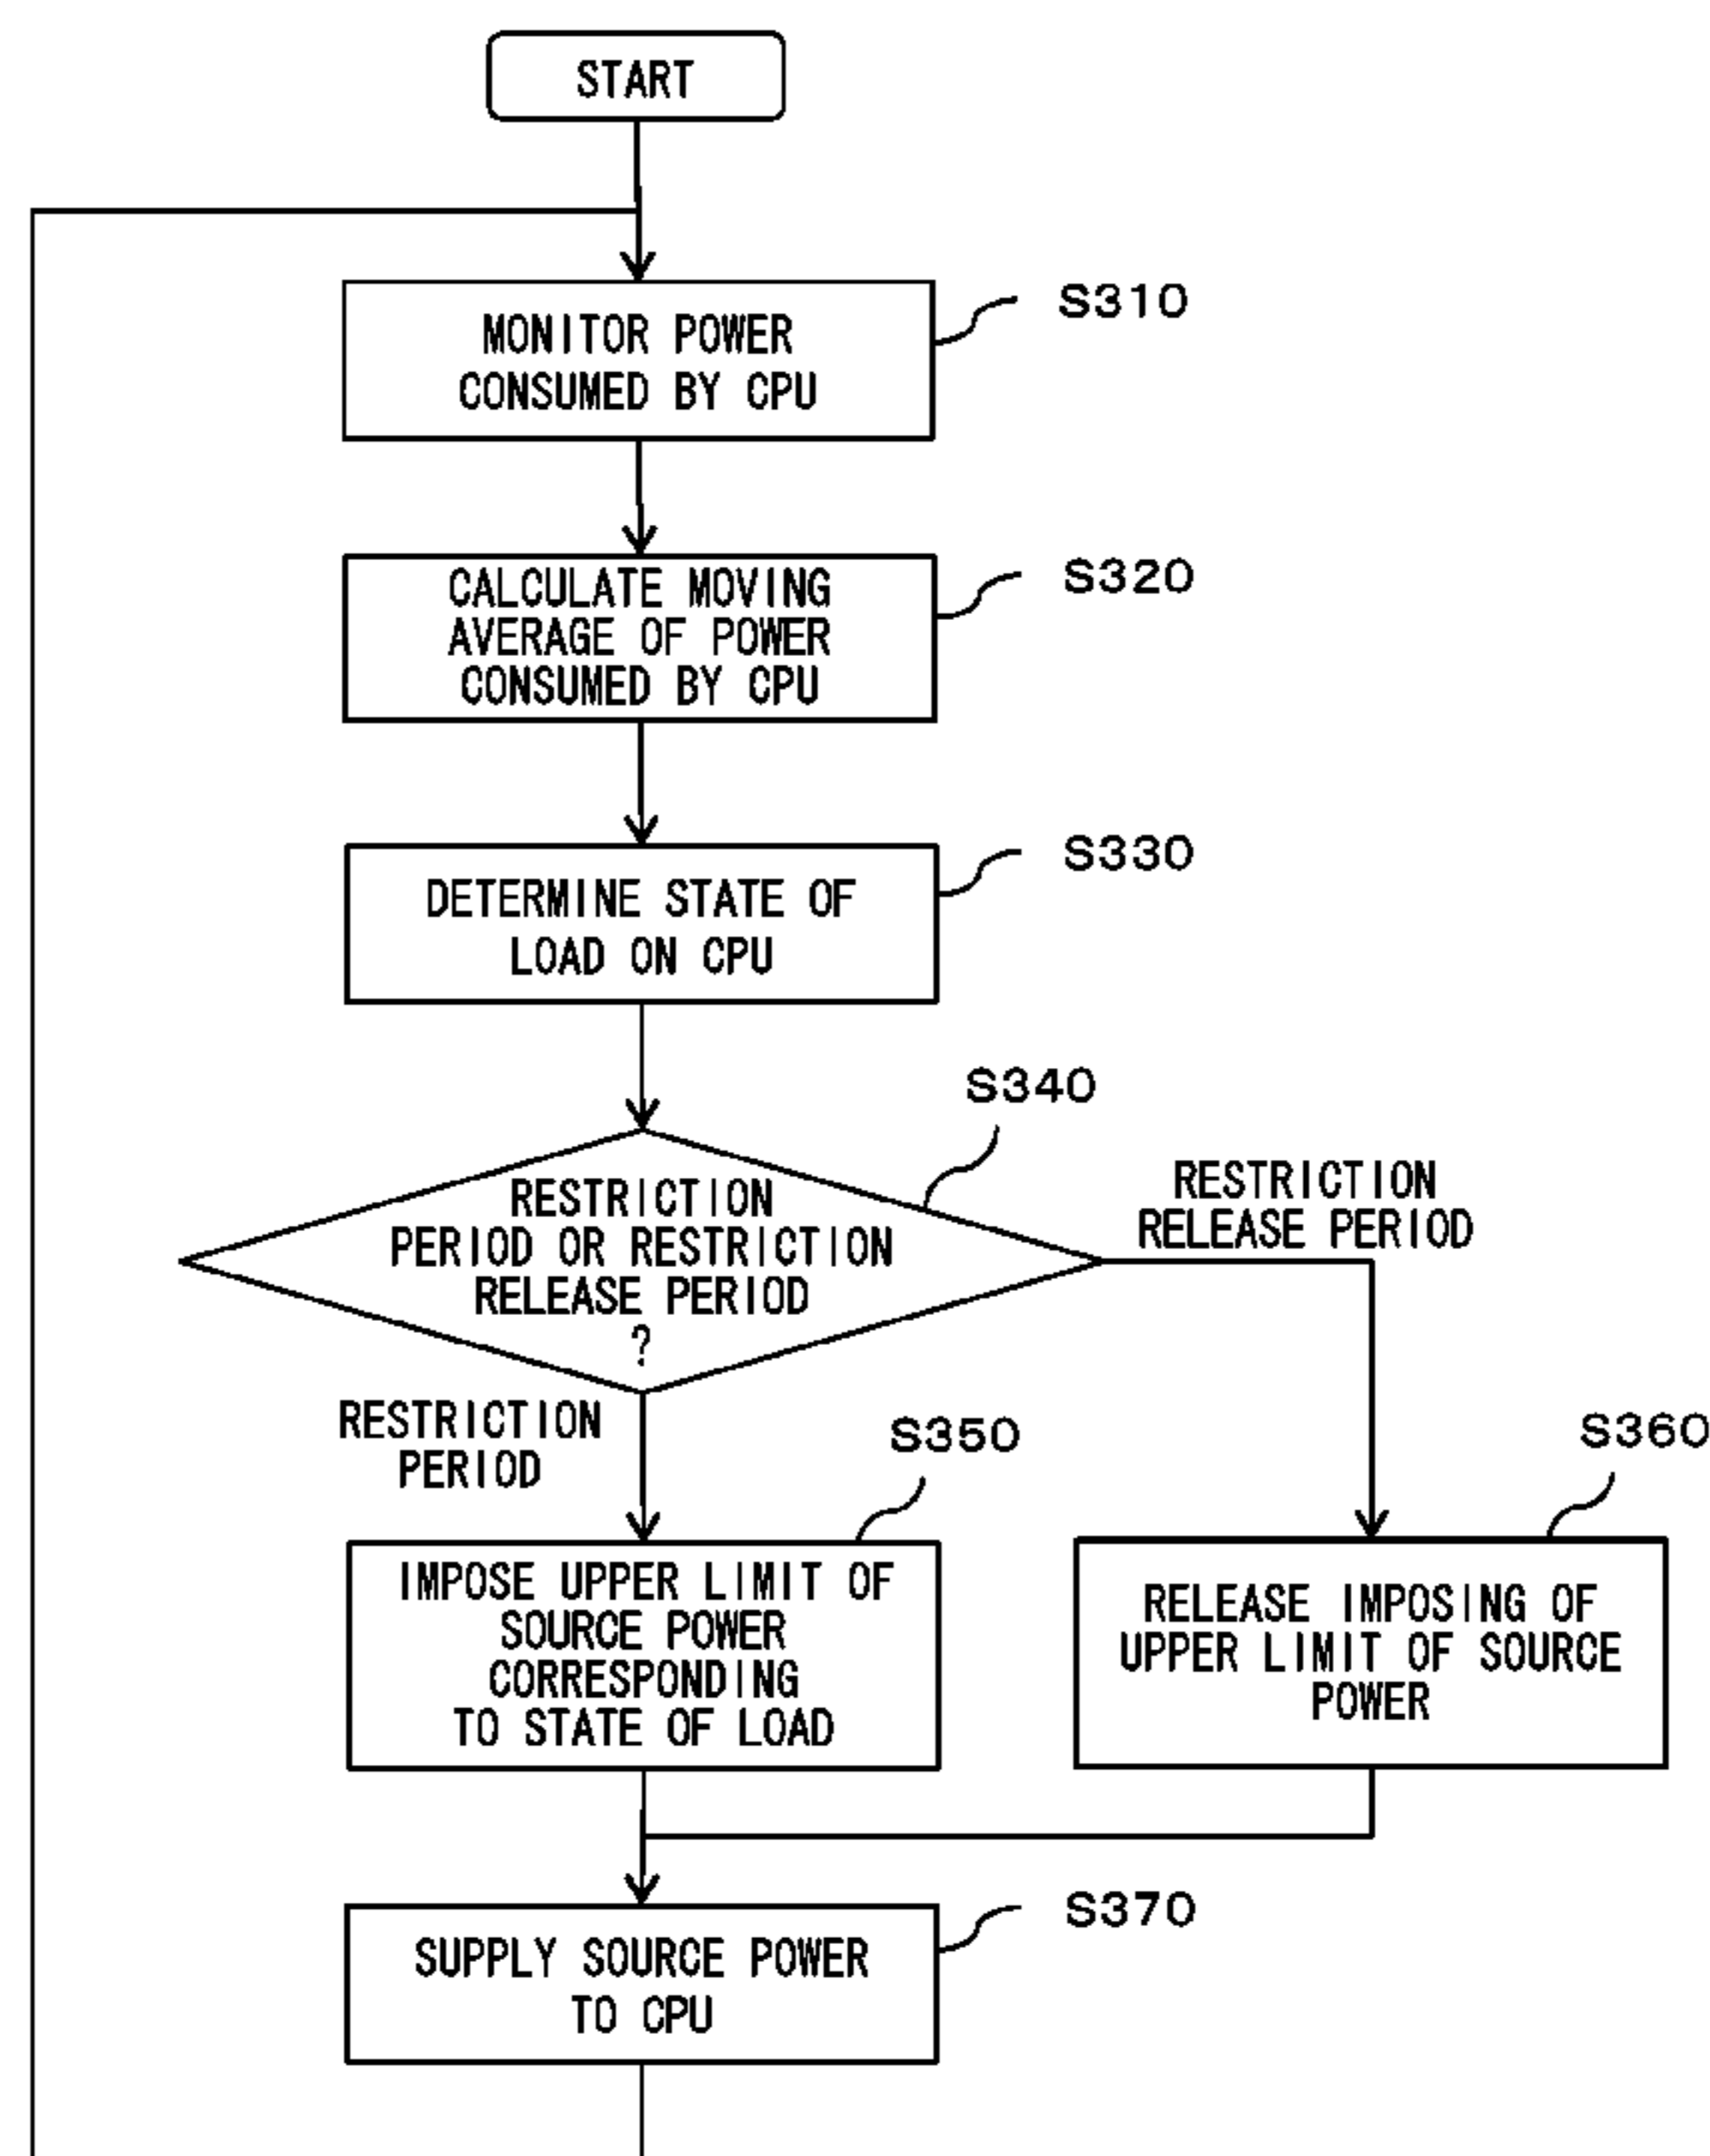 START
S310
MONITOR POWER
CONSUMED BY CPU
S320
CALCULATE MOVING
AVERAGE OF POWER
CONSUMED BY CPU
S330
DETERMINE STATE OF
LOAD ON CPU
S340
RESTRICTION
PERIOD OR RESTRICTION
RELEASE PERIOD
?
RESTRICTION
RELEASE PERIOD
RESTRICTION
PERIOD
S350
IMPOSE UPPER LIMIT OF
SOURCE POWER
CORRESPONDING
TO STATE OF LOAD
S360
RELEASE IMPOSING OF
UPPER LIMIT OF SOURCE
POWER
S370
SUPPLY SOURCE POWER
TO CPU